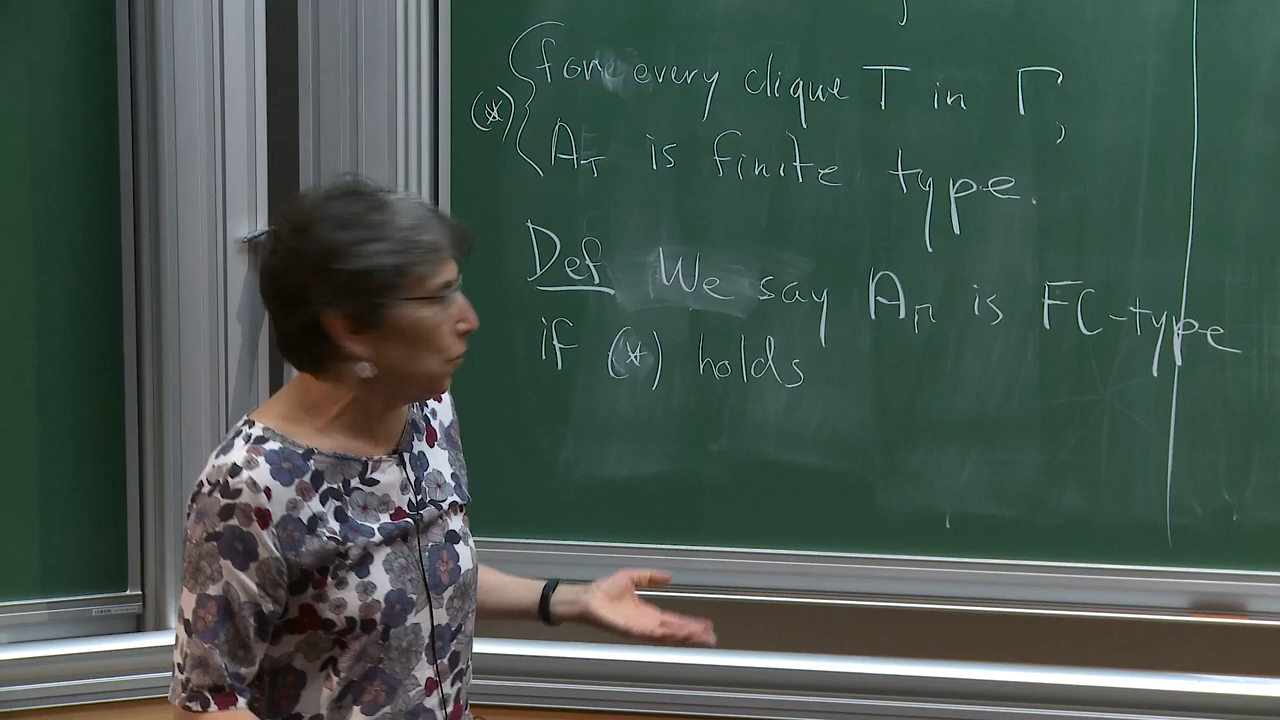 (*) { for every clique T in Γ,
A_T is finite type.
Def We say A_Γ is FC-type
if (*) holds